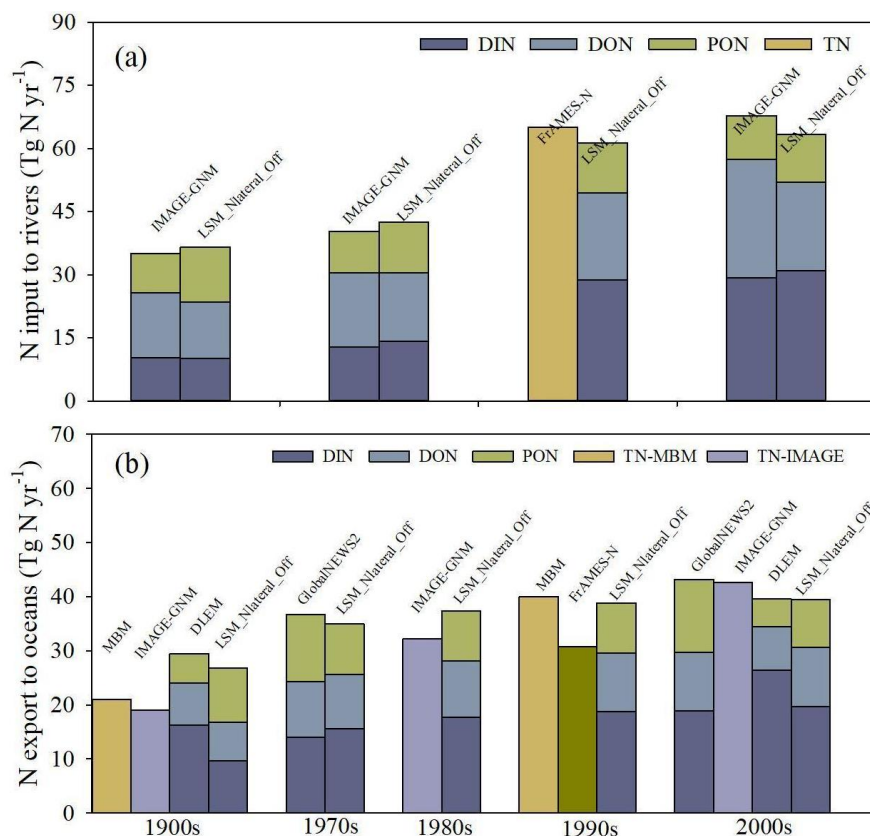 90
75
60
45
30
15
0
N input to rivers (Tg N yr⁻¹)
(a)
DIN DON PON TN
IMAGE-GNM
LSM_Nlateral_Off
IMAGE-GNM
LSM_Nlateral_Off
FrAMES-N
LSM_Nlateral_Off
IMAGE-GNM
LSM_Nlateral_Off
70
60
50
40
30
20
10
0
N export to oceans (Tg N yr⁻¹)
(b)
DIN DON PON TN-MBM TN-IMAGE
MBM
IMAGE-GNM
DLEM
LSM_Nlateral_Off
GlobalNEWS2
LSM_Nlateral_Off
IMAGE-GNM
LSM_Nlateral_Off
MBM
FrAMES-N
LSM_Nlateral_Off
GlobalNEWS2
IMAGE-GNM
DLEM
LSM_Nlateral_Off
1900s 1970s 1980s 1990s 2000s